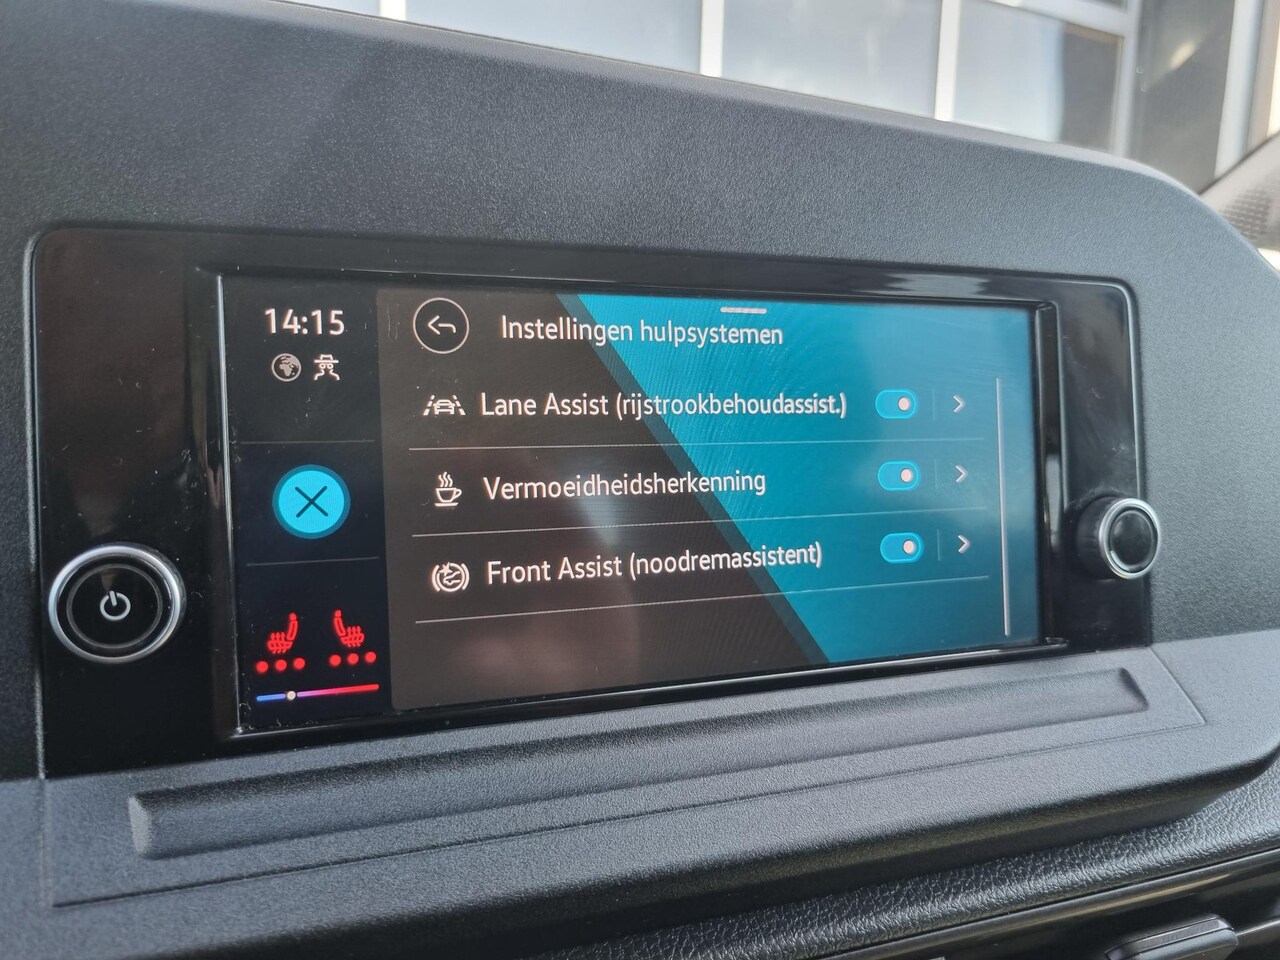 14:15
Instellingen hulpsystemen
Lane Assist (rijstrookbehoudassist.)
Vermoeidheidsherkenning
Front Assist (noodremassistent)